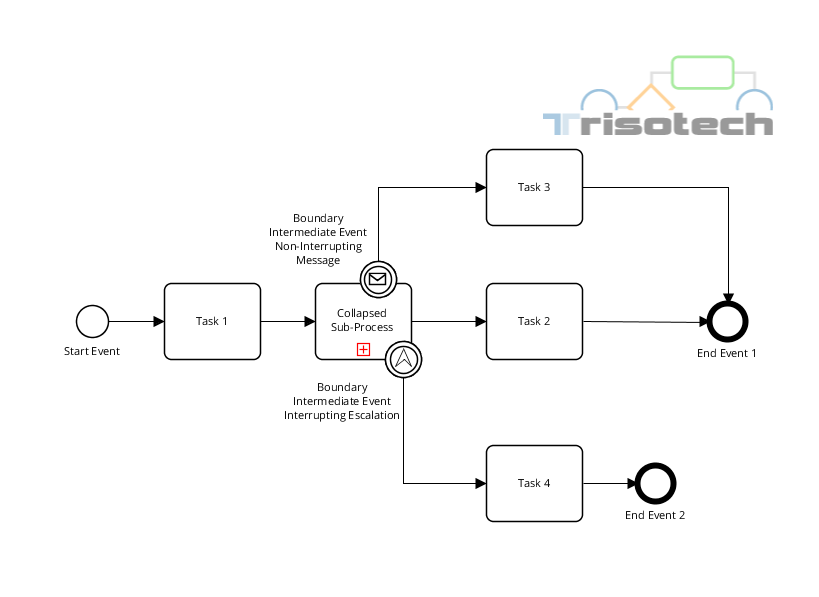 Trisotech
Task 3
Boundary
Intermediate Event
Non-Interrupting
Message
Start Event
Task 1
Collapsed
Sub-Process
Task 2
End Event 1
Boundary
Intermediate Event
Interrupting Escalation
Task 4
End Event 2